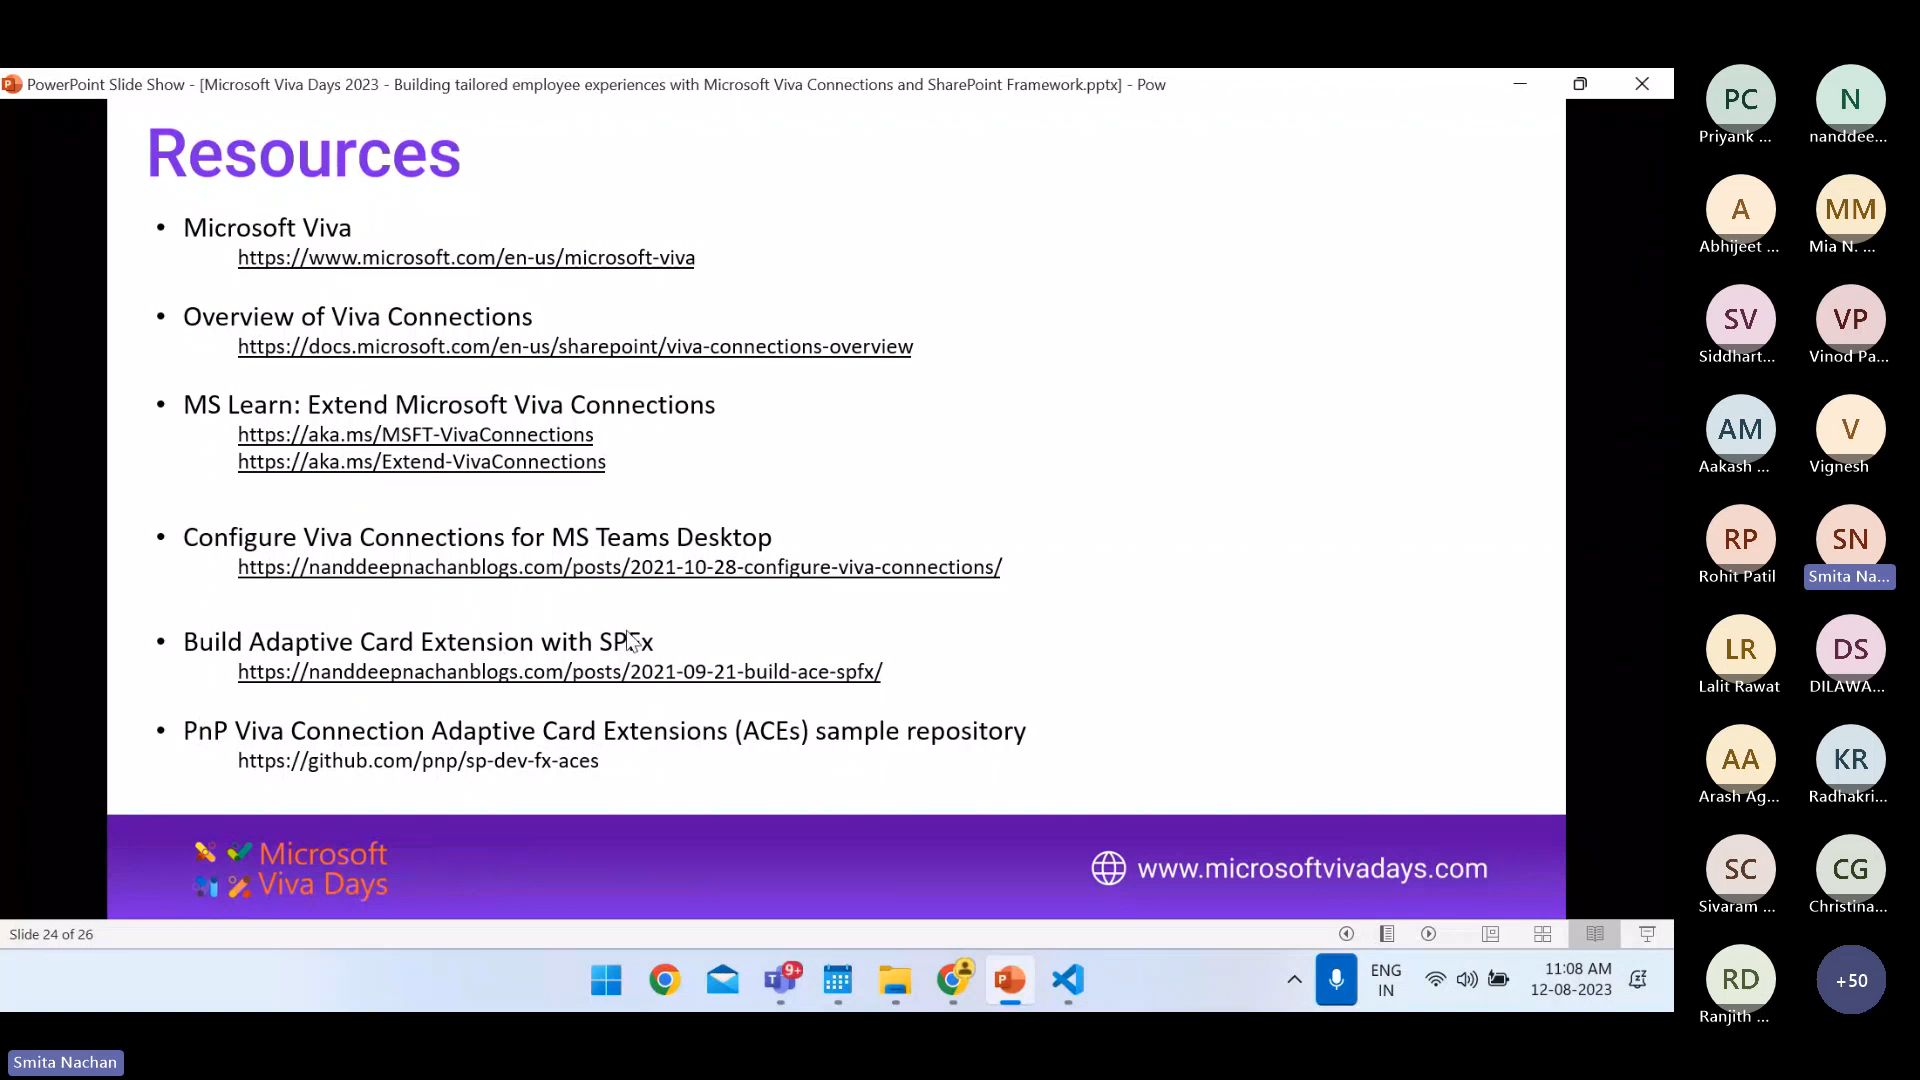 PowerPoint Slide Show - [Microsoft Viva Days 2023 - Building tailored employee experiences with Microsoft Viva Connections and SharePoint Framework.pptx] - Pow
Resources
• Microsoft Viva
https://www.microsoft.com/en-us/microsoft-viva
• Overview of Viva Connections
https://docs.microsoft.com/en-us/sharepoint/viva-connections-overview
• MS Learn: Extend Microsoft Viva Connections
https://aka.ms/MSFT-VivaConnections
https://aka.ms/Extend-VivaConnections
• Configure Viva Connections for MS Teams Desktop
https://nanddeepnachanblogs.com/posts/2021-10-28-configure-viva-connections/
• Build Adaptive Card Extension with SPFx
https://nanddeepnachanblogs.com/posts/2021-09-21-build-ace-spfx/
• PnP Viva Connection Adaptive Card Extensions (ACEs) sample repository
https://github.com/pnp/sp-dev-fx-aces
Microsoft
Viva Days
www.microsoftvivadays.com
Slide 24 of 26
9+
ENG
IN
11:08 AM
12-08-2023
Smita Nachan
PC
Priyank ...
N
nanddee...
A
Abhijeet ...
MM
Mia N. ...
SV
Siddhart...
VP
Vinod Pa...
AM
Aakash ...
V
Vignesh
RP
Rohit Patil
SN
Smita Na...
LR
Lalit Rawat
DS
DILAWA...
AA
Arash Ag...
KR
Radhakri...
SC
Sivaram ...
CG
Christina...
RD
Ranjith ...
+50